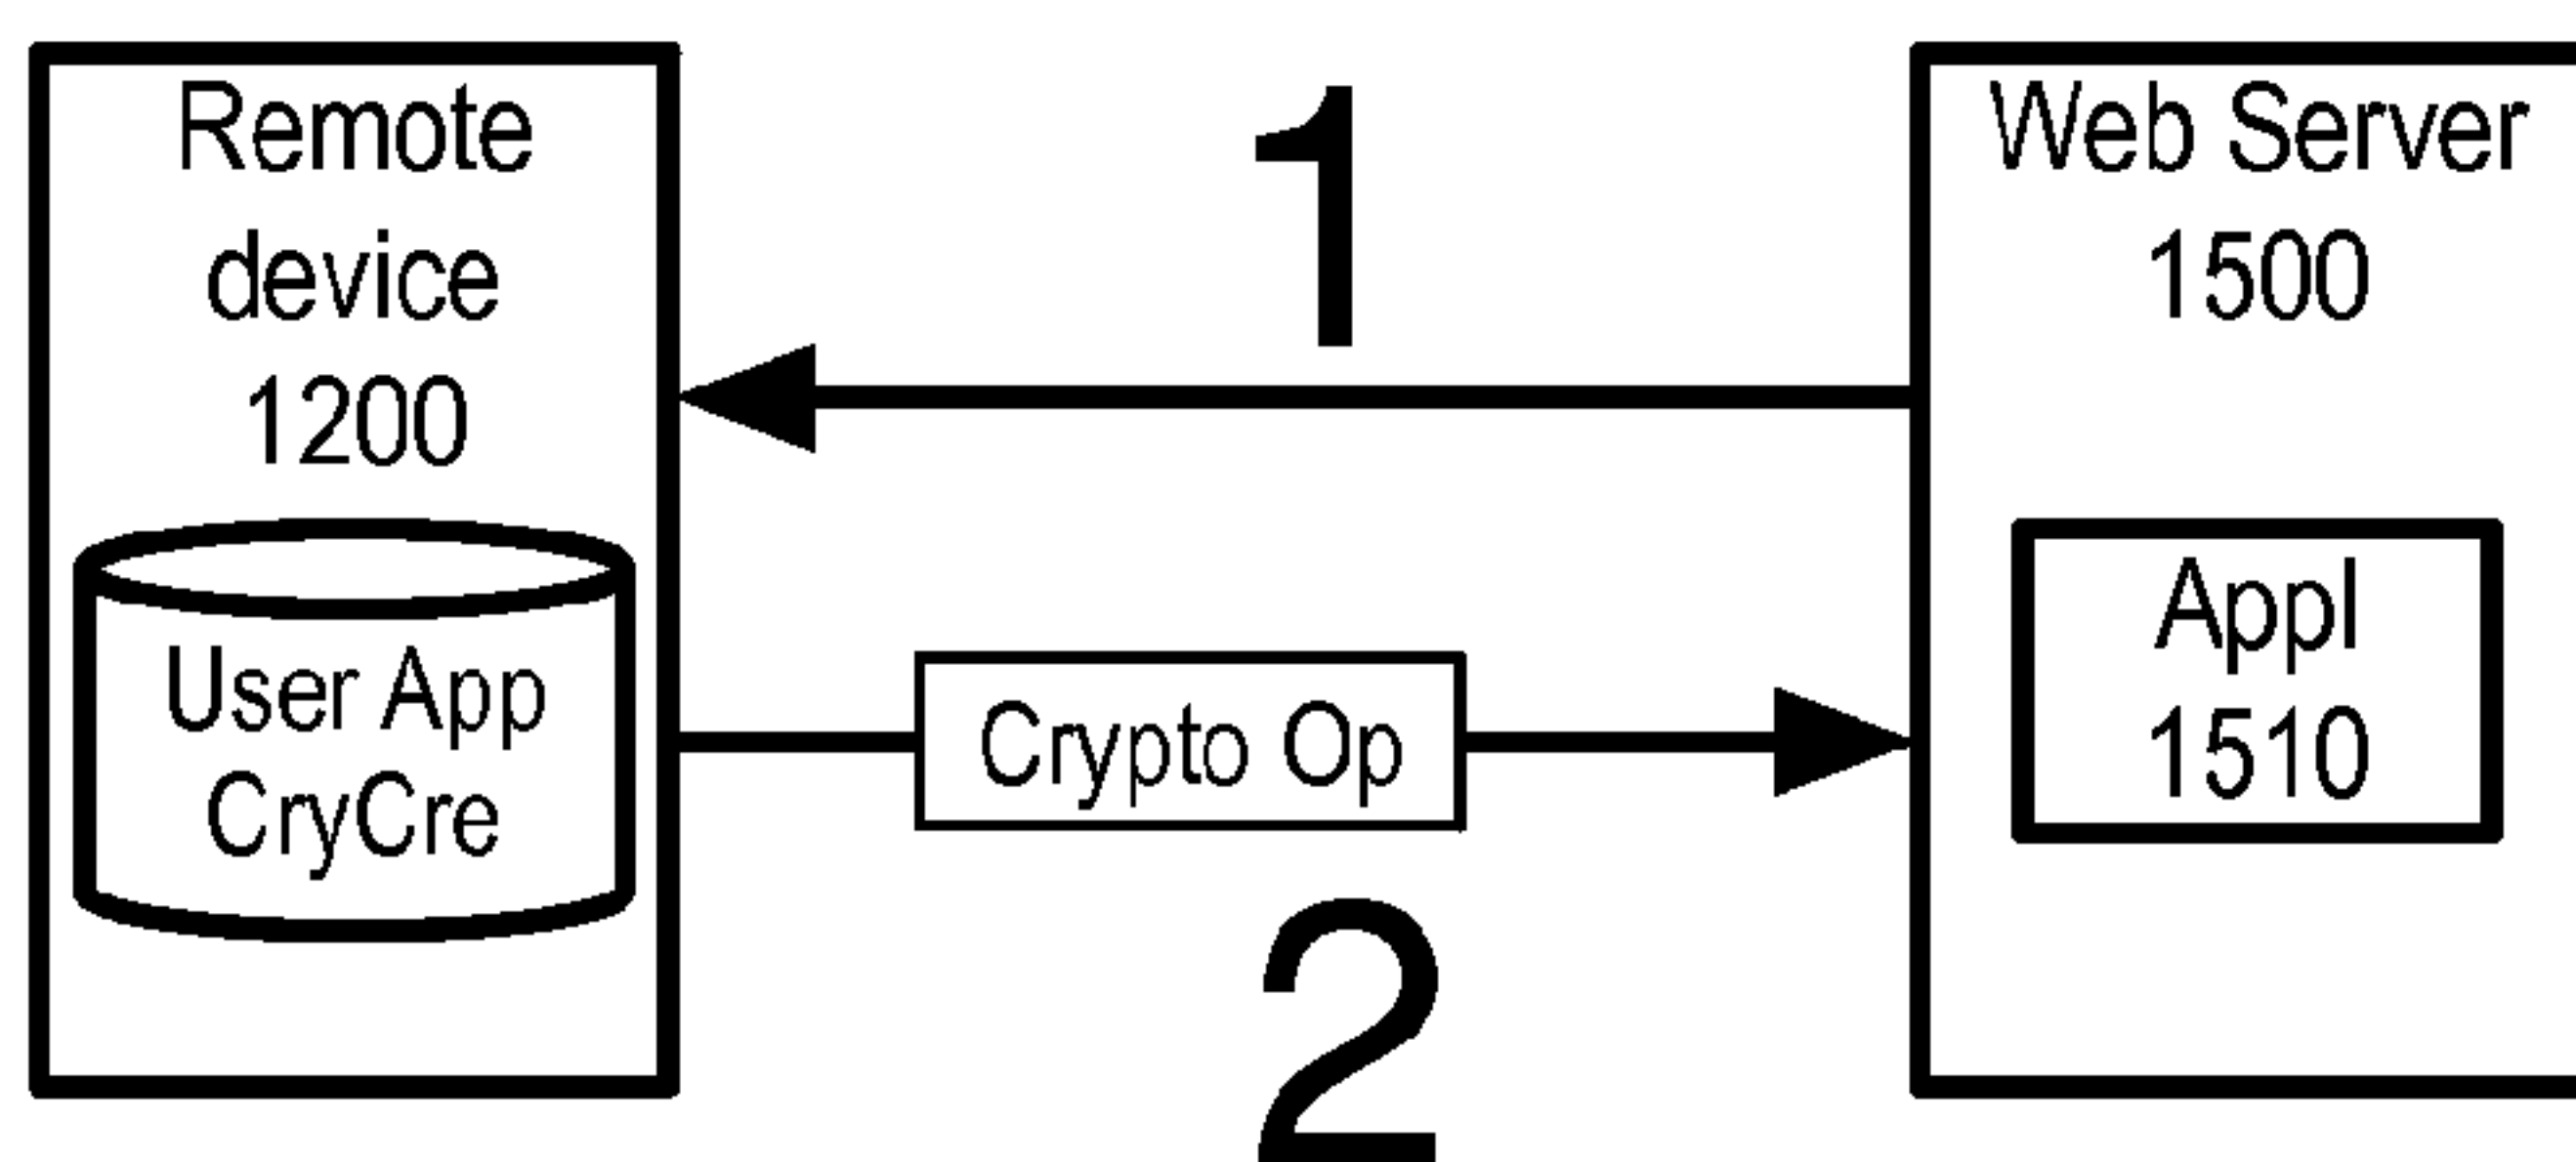 Remote
device
1200
User App
CryCre
1
Crypto Op
2
Web Server
1500
Appl
1510